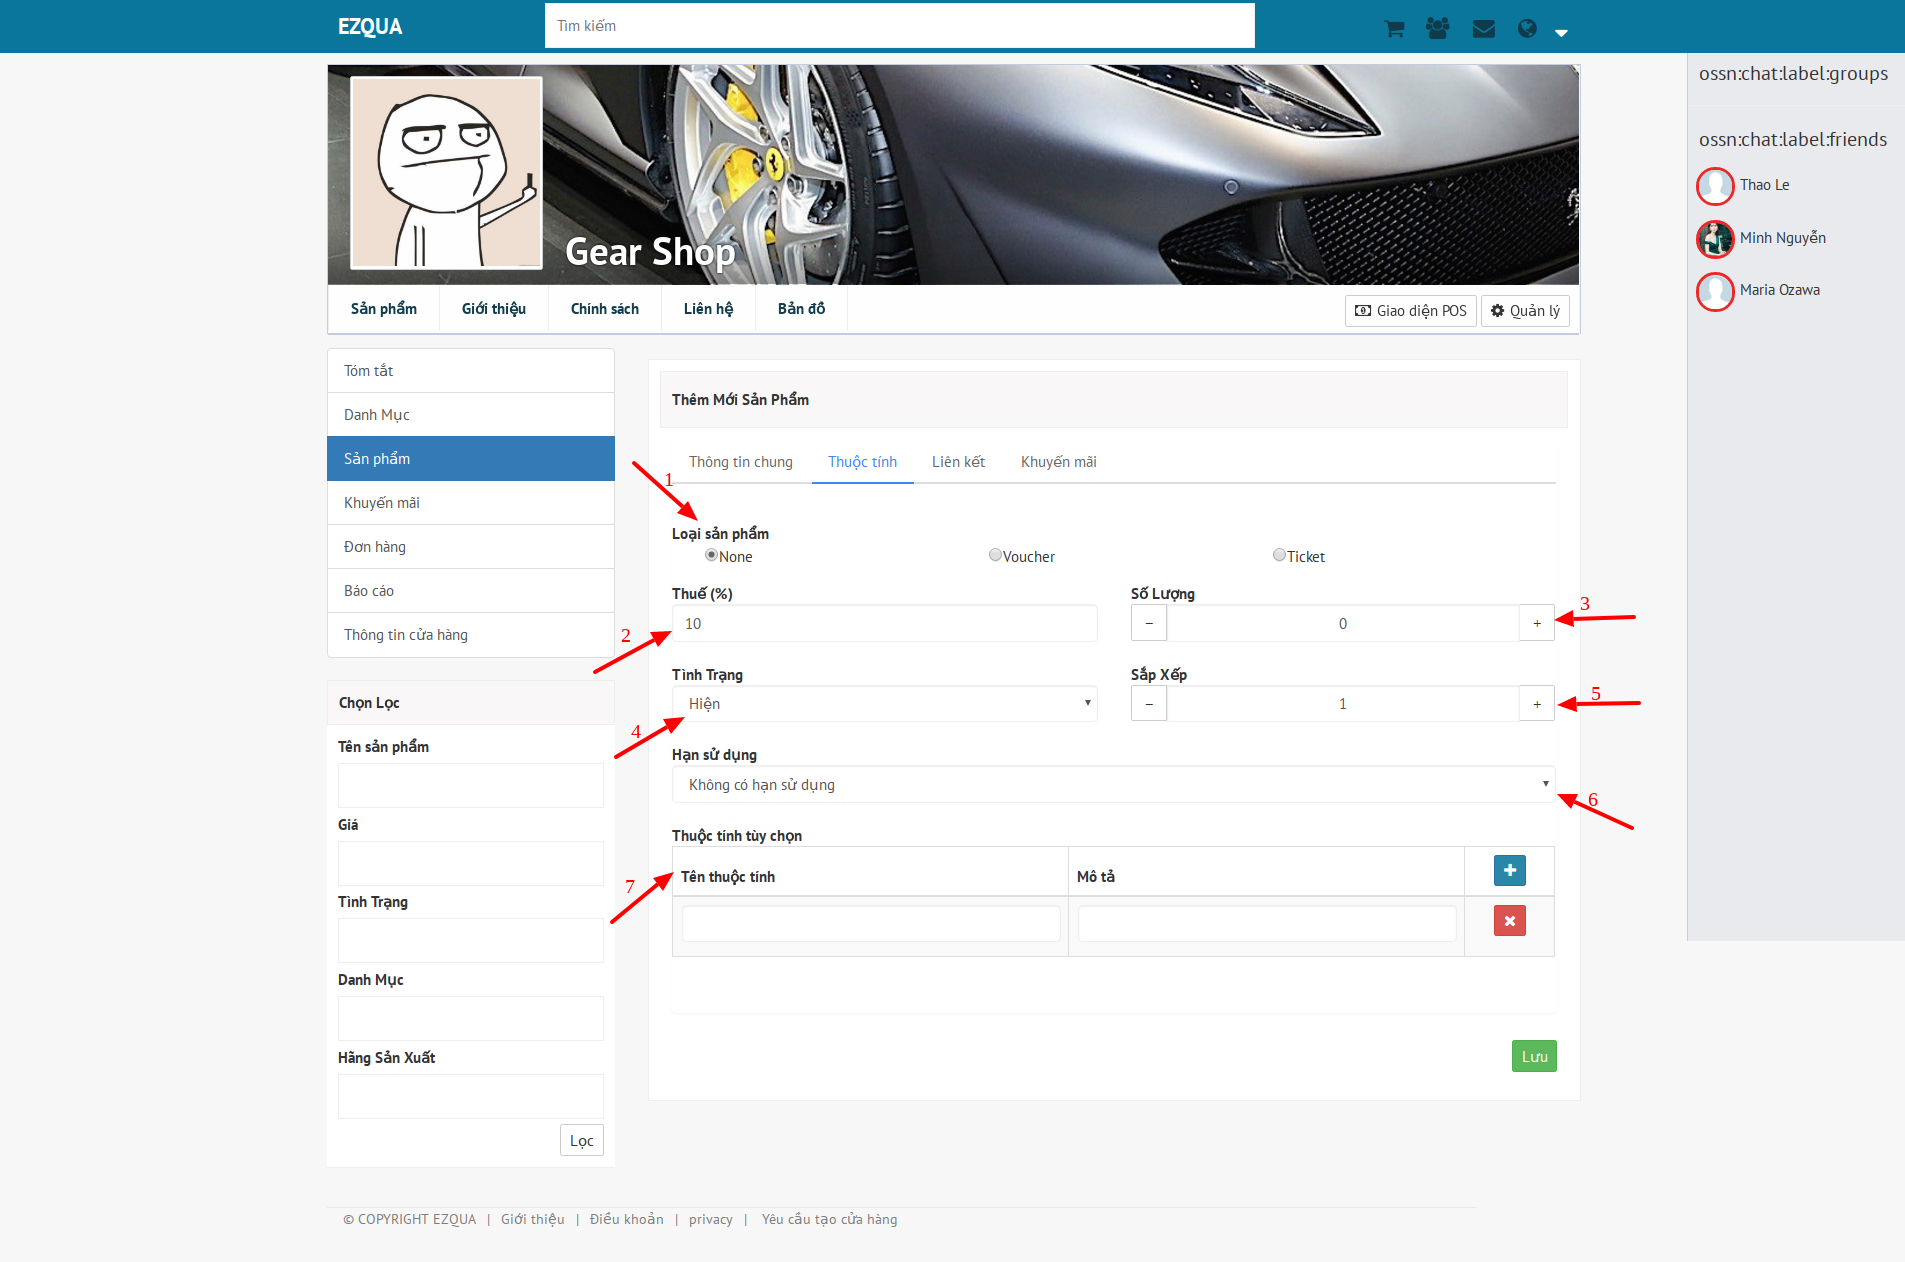 EZQUA
Tìm kiếm
ossn:chat:label:groups
ossn:chat:label:friends
Thao Le
Minh Nguyễn
Maria Ozawa
Gear Shop
Sản phẩm
Giới thiệu
Chính sách
Liên hệ
Bản đồ
Giao diện POS
Quản lý
Tóm tắt
Danh Mục
Sản phẩm
Khuyến mãi
Đơn hàng
Báo cáo
Thông tin cửa hàng
Chọn Lọc
Tên sản phẩm
Giá
Tình Trạng
Danh Mục
Hãng Sản Xuất
Lọc
Thêm Mới Sản Phẩm
Thông tin chung
Thuộc tính
Liên kết
Khuyến mãi
1
Loại sản phẩm
None
Voucher
Ticket
Thuế (%)
10
2
Số Lượng
− 0 +
3
Tình Trạng
Hiện
4
Sắp Xếp
− 1 +
5
Hạn sử dụng
Không có hạn sử dụng
6
Thuộc tính tùy chọn
7
Tên thuộc tính
Mô tả
Lưu
© COPYRIGHT EZQUA | Giới thiệu | Điều khoản | privacy | Yêu cầu tạo cửa hàng